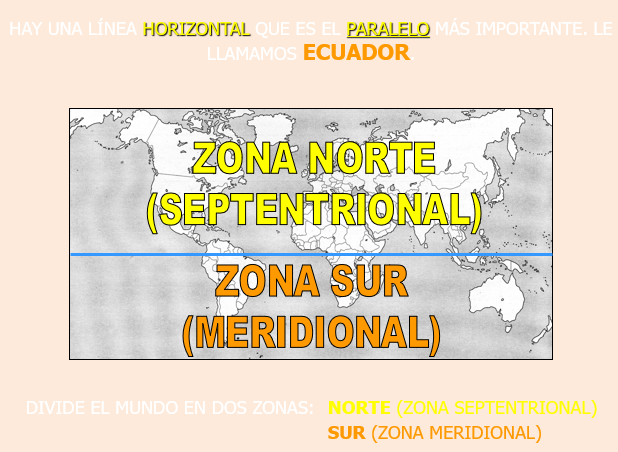 HAY UNA LÍNEA HORIZONTAL QUE ES EL PARALELO MÁS IMPORTANTE. LE
LLAMAMOS ECUADOR.
ZONA NORTE
(SEPTENTRIONAL)
ZONA SUR
(MERIDIONAL)
DIVIDE EL MUNDO EN DOS ZONAS: NORTE (ZONA SEPTENTRIONAL)
SUR (ZONA MERIDIONAL)